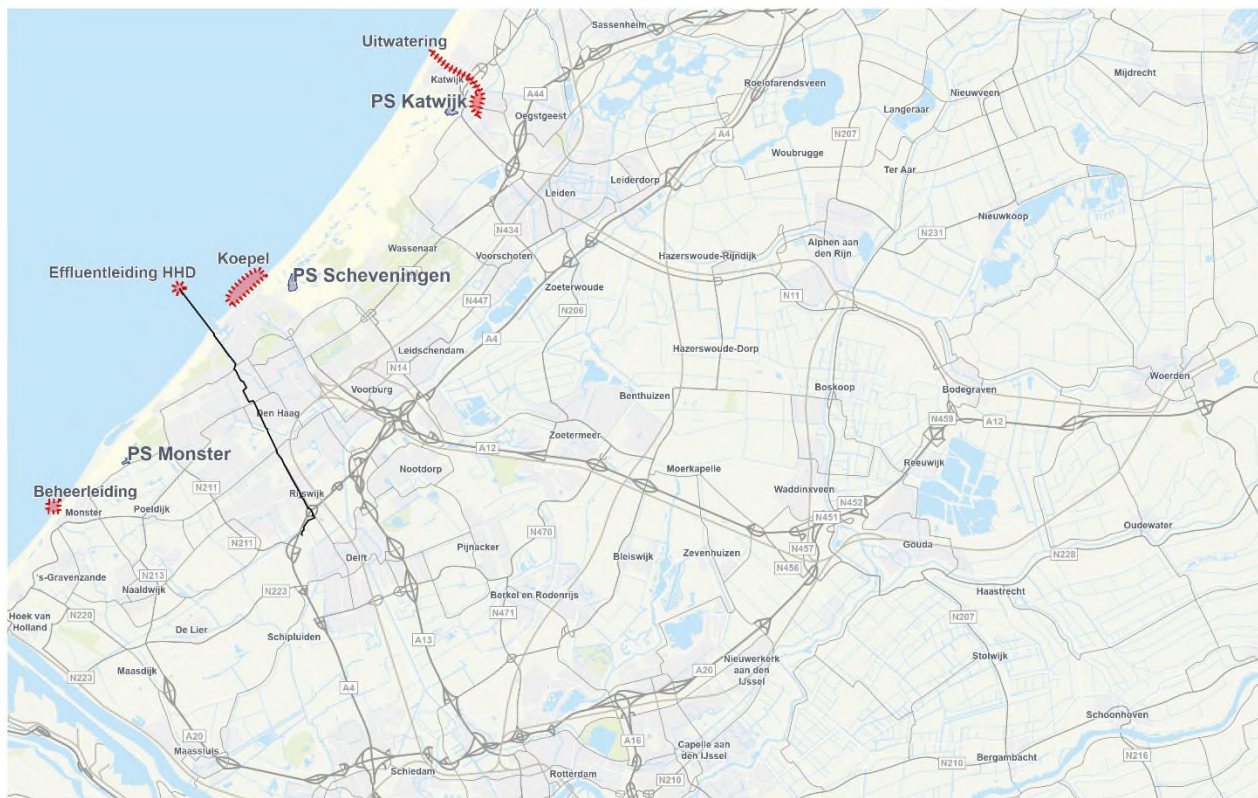 Sassenheim
Uitwatering
Katwijk
Mijdrecht
Roelofarendsveen
Nieuwveen
A44
PS Katwijk
Langeraar
Oegstgeest
A4
N207
Woubrugge
Leiderdorp
Ter Aar
Leiden
Nieuwkoop
N434
N231
Wassenaar
Alphen aan
den Rijn
Koepel
Voorschoten
Hazerswoude-Rijndijk
Effluentleiding HHD
PS Scheveningen
Zoeterwoude
N11
N447
N206
A4
Leidschendam
Hazerswoude-Dorp
N14
Voorburg
Woerden
Boskoop
Bodegraven
Benthuizen
Den Haag
N459
A12
Zoetermeer
A12
PS Monster
Nootdorp
Reeuwijk
Moerkapelle
N211
Beheerleiding
Rijswijk
Waddinxveen
N452
Monster
Poeldijk
N451
Oudewater
N470
N211
Gouda
Pijnacker
N457
Delft
Bleiswijk
Zevenhuizen
N228
N456
's-Gravenzande
N213
Naaldwijk
N223
Berkel en Rodenrijs
Haastrecht
Hoek van
Holland
N220
N471
N207
De Lier
Schipluiden
A13
Stolwijk
Nieuwerkerk
aan den
IJssel
Maasdijk
A20
N223
A4
Schoonhoven
A20
A16
Maassluis
Capelle aan
den IJssel
N216
Bergambacht
Schiedam
Rotterdam
N210
N210